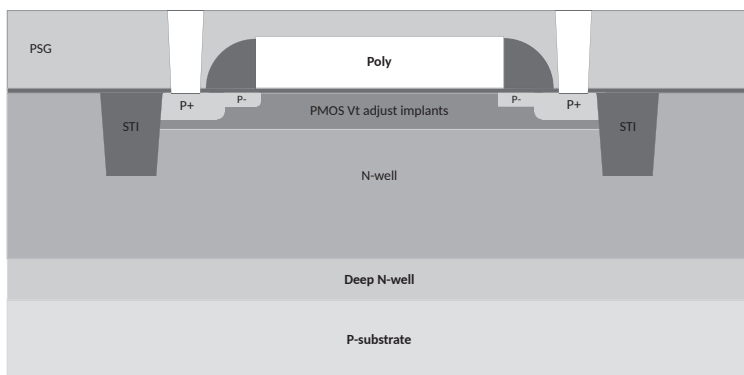 PSG
Poly
P+
P-
P-
P+
PMOS Vt adjust implants
STI
STI
N-well
Deep N-well
P-substrate